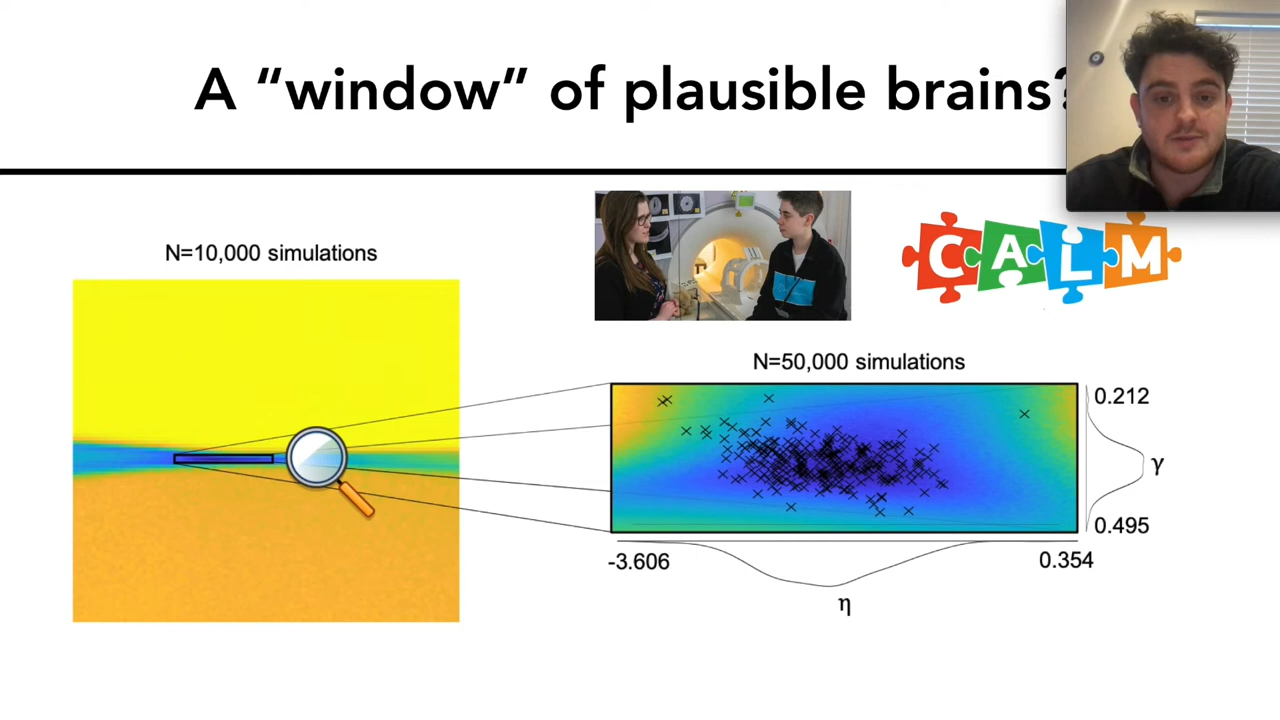 A “window” of plausible brains?
N=10,000 simulations
CALM
N=50,000 simulations
0.212
γ
0.495
-3.606
0.354
η